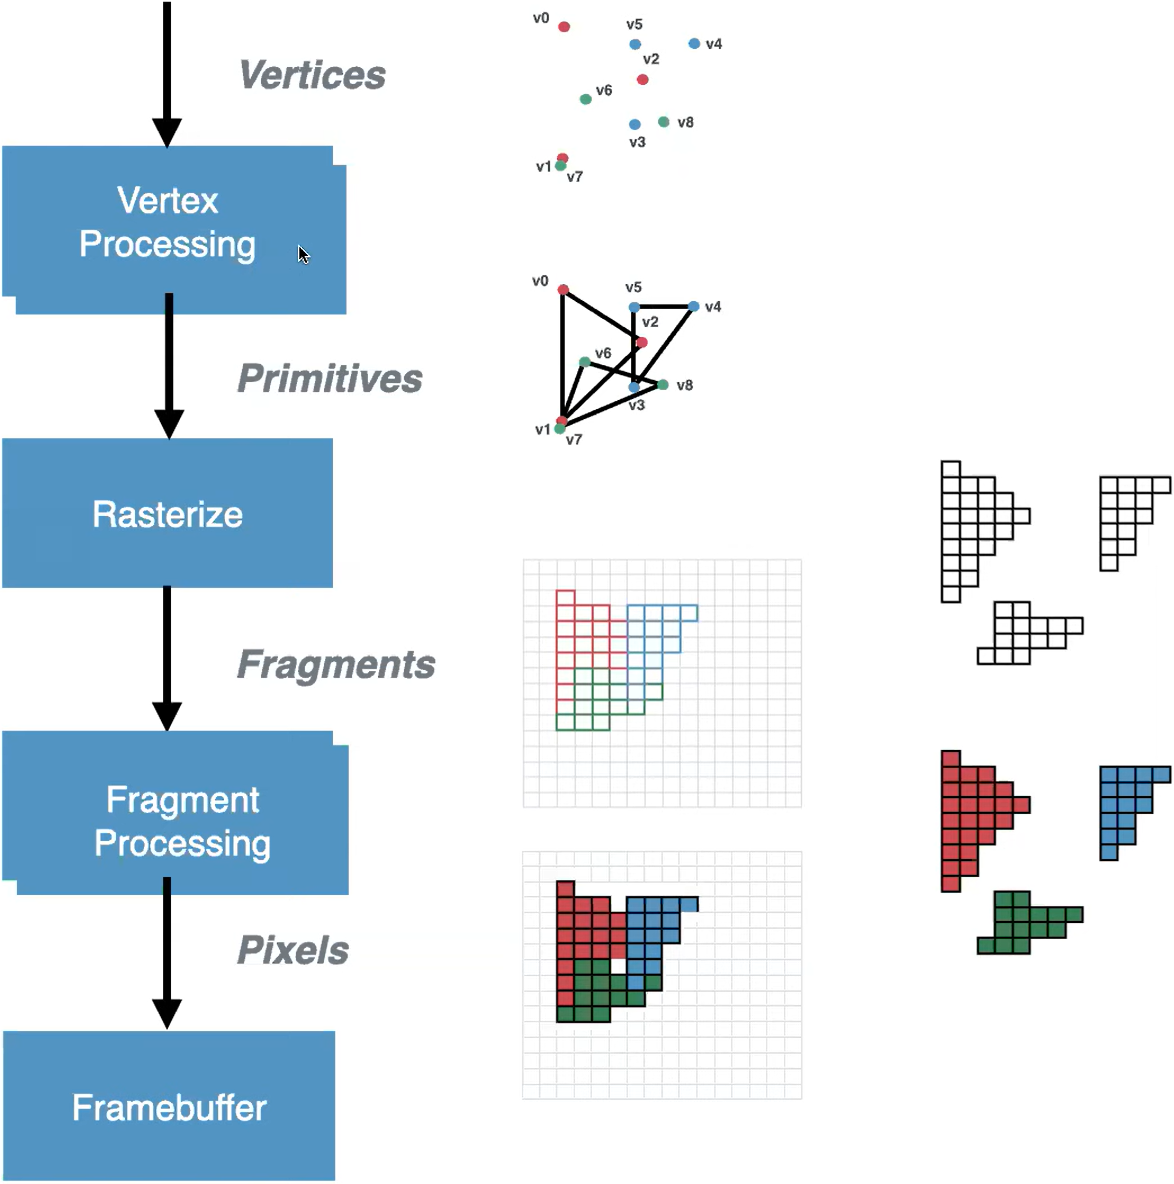 Vertices
Vertex
Processing
Primitives
Rasterize
Fragments
Fragment
Processing
Pixels
Framebuffer
v0
v5
v4
v2
v6
v8
v3
v1
v7
v0
v5
v4
v2
v6
v8
v3
v1
v7